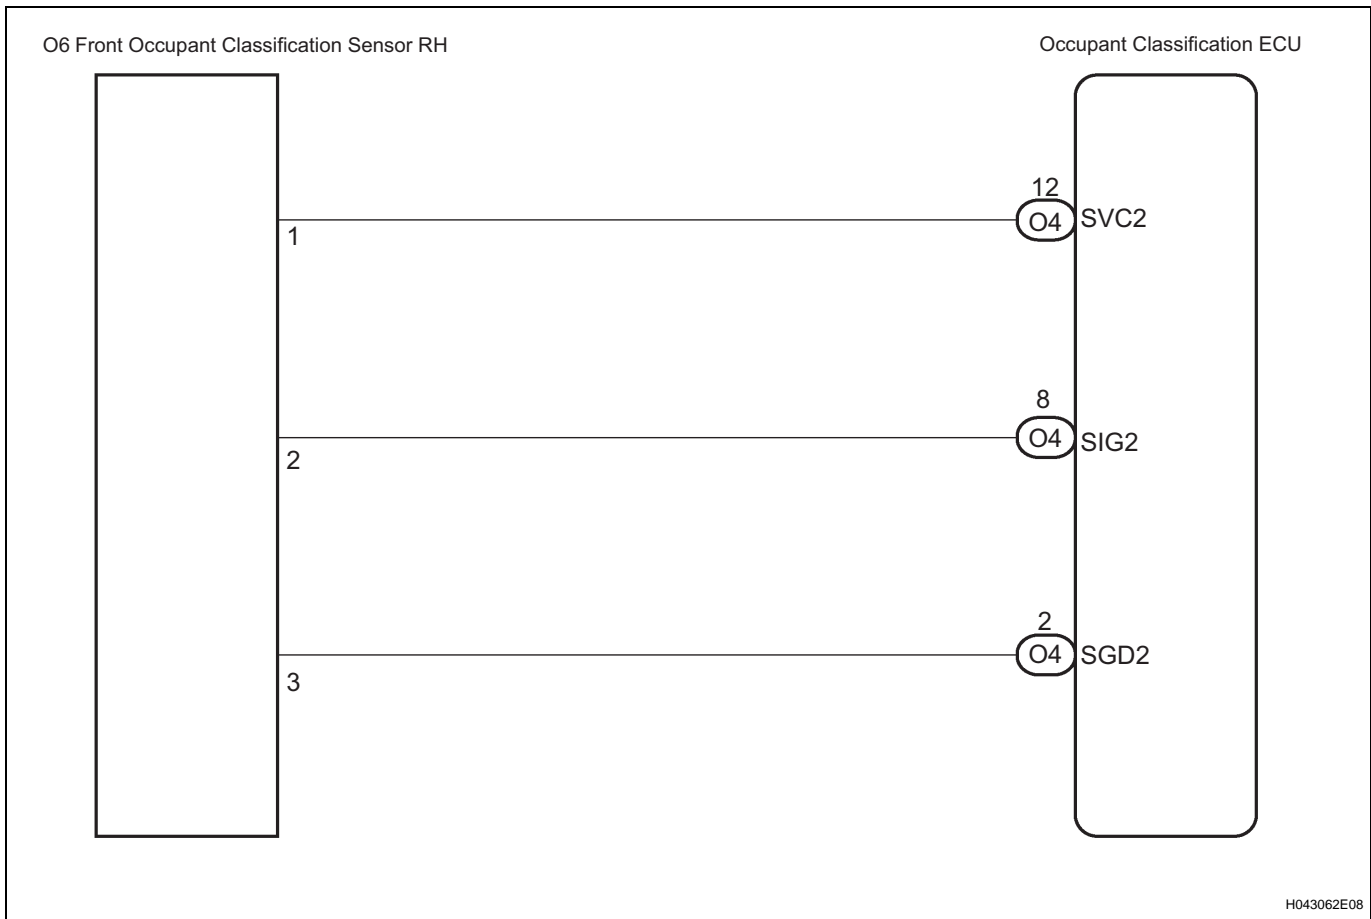 O6 Front Occupant Classification Sensor RH
Occupant Classification ECU
12
1
O4
SVC2
8
2
O4
SIG2
2
3
O4
SGD2
H043062E08